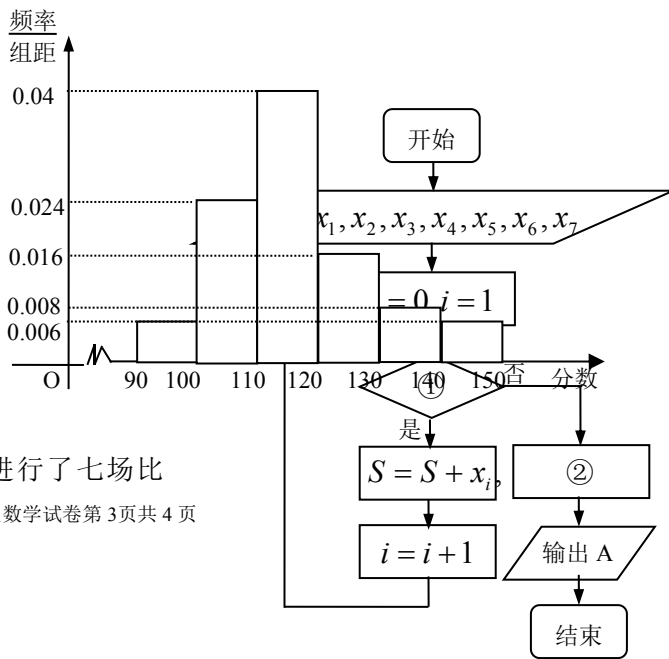 频率
组距
0.04
开始
0.024
x₁, x₂, x₃, x₄, x₅, x₆, x₇
0.016
= 0, i = 1
0.008
0.006
O 90 100 110 120 130 140 150 分数
①
否
是
进行了七场比
S = S + xᵢ,
②
数学试卷第 3页共 4 页
i = i + 1
输出 A
结束